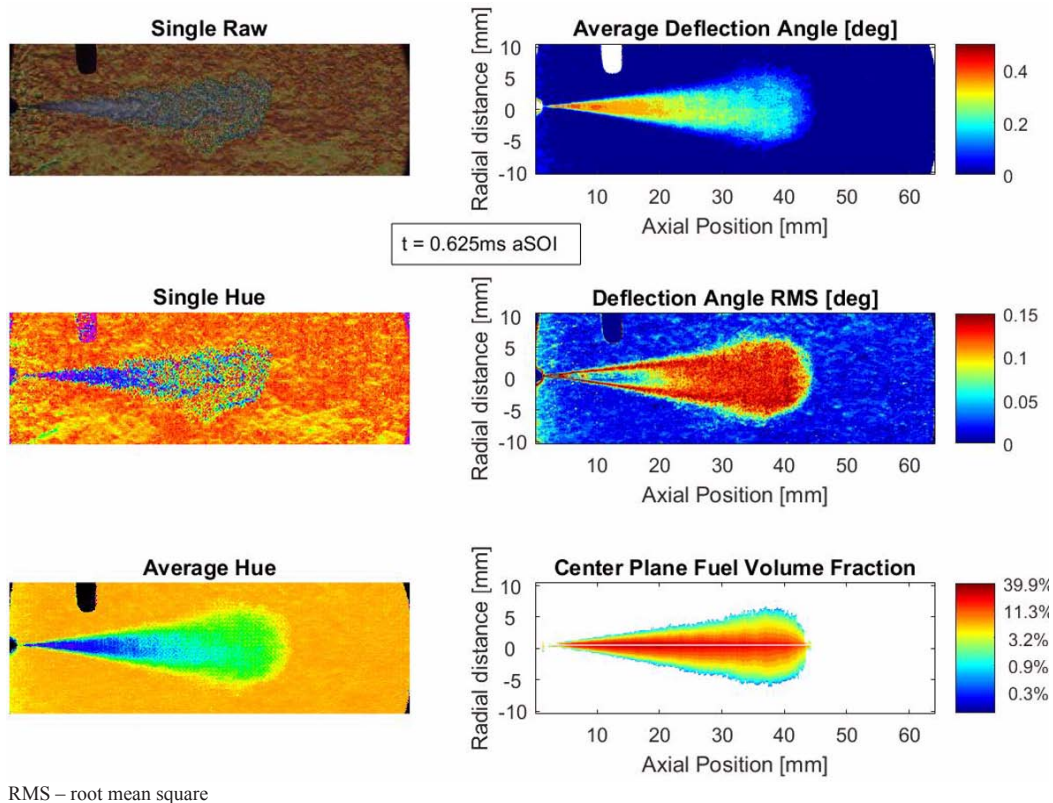 Single Raw
Average Deflection Angle [deg]
Radial distance [mm]
10
5
0
-5
-10
10 20 30 40 50 60
Axial Position [mm]
0.4
0.2
0
t = 0.625ms aSOI
Single Hue
Deflection Angle RMS [deg]
Radial distance [mm]
10
5
0
-5
-10
10 20 30 40 50 60
Axial Position [mm]
0.15
0.1
0.05
0
Average Hue
Center Plane Fuel Volume Fraction
Radial distance [mm]
10
5
0
-5
-10
10 20 30 40 50 60
Axial Position [mm]
39.9%
11.3%
3.2%
0.9%
0.3%
RMS – root mean square